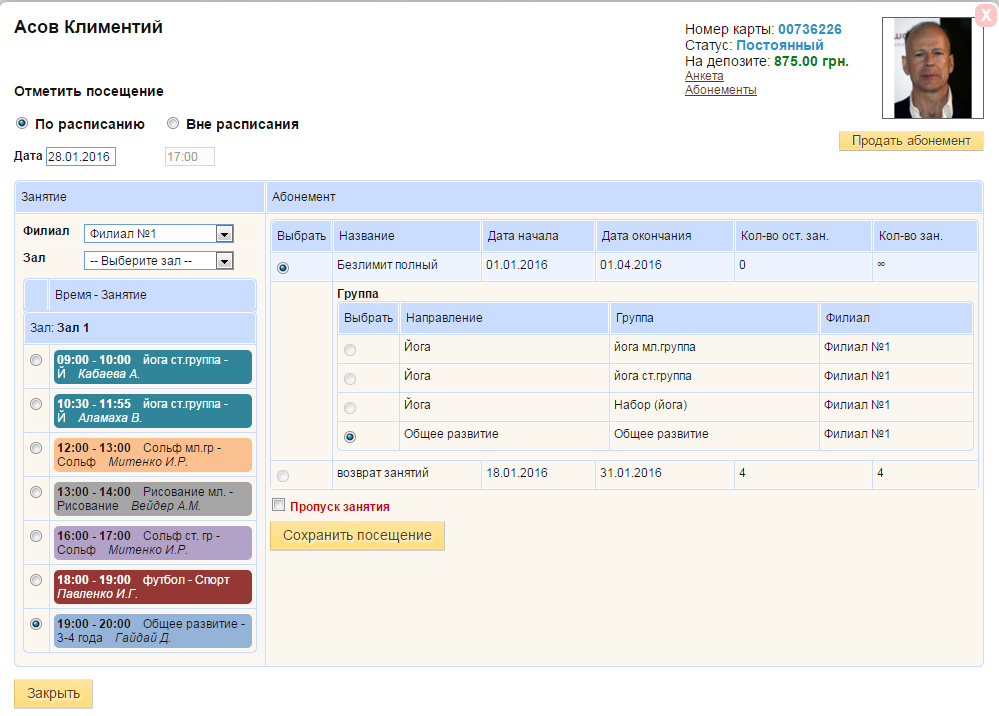 X
Асов Климентий
Номер карты: 00736226
Статус: Постоянный
На депозите: 875.00 грн.
Анкета
Абонементы
Отметить посещение
По расписанию Вне расписания
Продать абонемент
Дата 28.01.2016 17:00
Занятие
Филиал Филиал №1
Зал -- Выберите зал --
Время - Занятие
Зал: Зал 1
09:00 - 10:00 йога ст.группа -
Й Кабаева А.
10:30 - 11:55 йога ст.группа -
Й Аламаха В.
12:00 - 13:00 Сольф мл.гр -
Сольф Митенко И.Р.
13:00 - 14:00 Рисование мл. -
Рисование Вейдер А.М.
16:00 - 17:00 Сольф ст. гр -
Сольф Митенко И.Р.
18:00 - 19:00 футбол - Спорт
Павленко И.Г.
19:00 - 20:00 Общее развитие -
3-4 года Гайдай Д.
Абонемент
Выбрать Название Дата начала Дата окончания Кол-во ост. зан. Кол-во зан.
Безлимит полный 01.01.2016 01.04.2016 0 ∞
Группа
Выбрать Направление Группа Филиал
Йога йога мл.группа Филиал №1
Йога йога ст.группа Филиал №1
Йога Набор (йога) Филиал №1
Общее развитие Общее развитие Филиал №1
возврат занятий 18.01.2016 31.01.2016 4 4
Пропуск занятия
Сохранить посещение
Закрыть